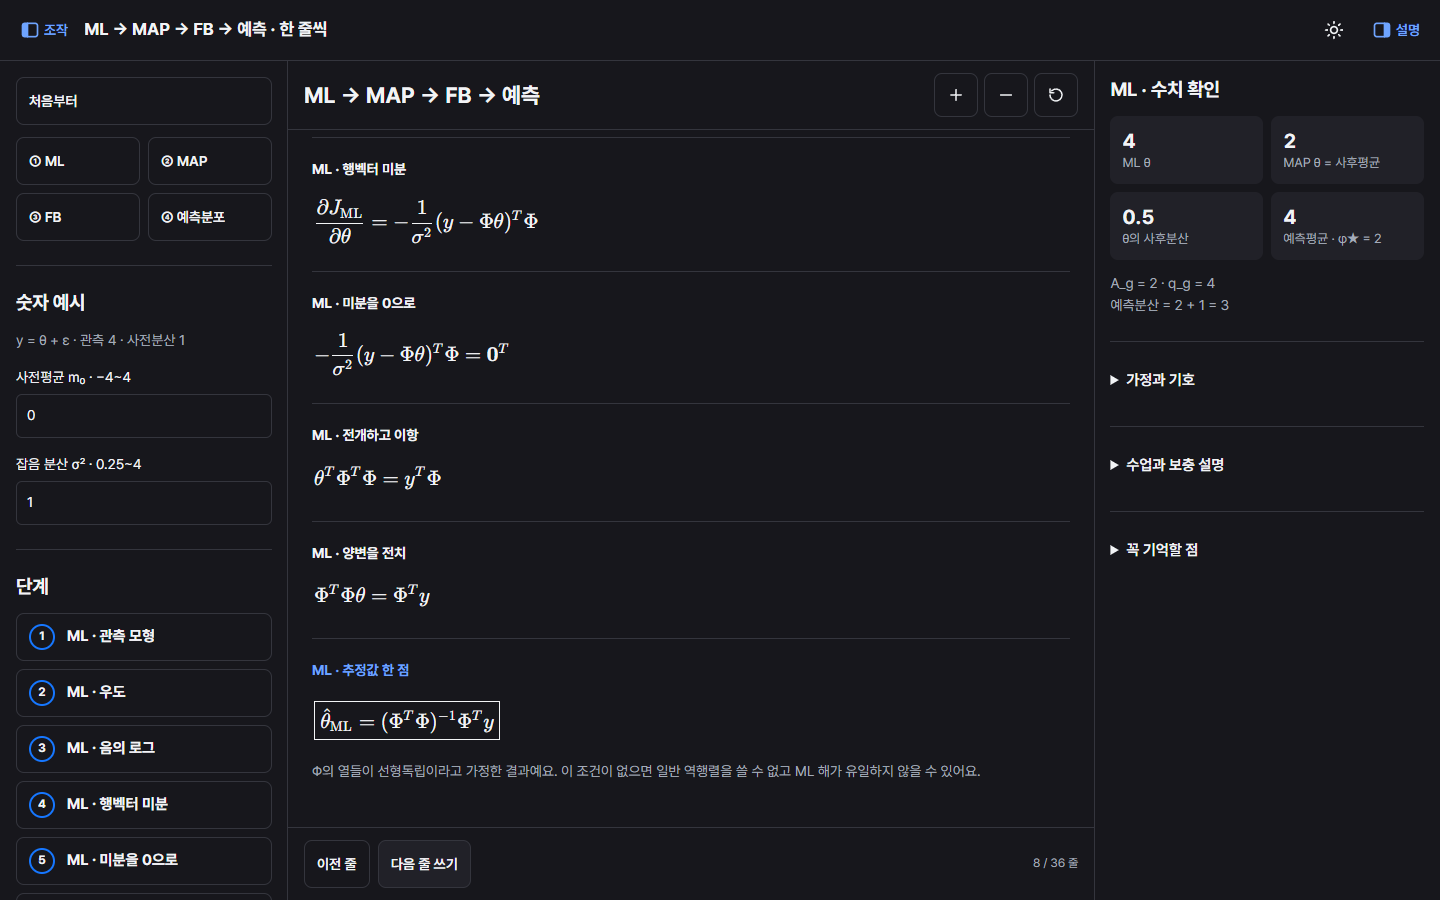 조작
ML → MAP → FB → 예측 · 한 줄씩
설명
처음부터
① ML
② MAP
③ FB
④ 예측분포
숫자 예시
y = θ + ε · 관측 4 · 사전분산 1
사전평균 m₀ · −4~4
0
잡음 분산 σ² · 0.25~4
1
단계
1 ML · 관측 모형
2 ML · 우도
3 ML · 음의 로그
4 ML · 행벡터 미분
5 ML · 미분을 0으로
ML → MAP → FB → 예측
ML · 행벡터 미분
∂J_ML/∂θ = −1/σ² (y − Φθ)^T Φ
ML · 미분을 0으로
−1/σ² (y − Φθ)^T Φ = 0^T
ML · 전개하고 이항
θ^T Φ^T Φ = y^T Φ
ML · 양변을 전치
Φ^T Φθ = Φ^T y
ML · 추정값 한 점
θ̂_ML = (Φ^T Φ)^−1 Φ^T y
Φ의 열들이 선형독립이라고 가정한 결과예요. 이 조건이 없으면 일반 역행렬을 쓸 수 없고 ML 해가 유일하지 않을 수 있어요.
이전 줄
다음 줄 쓰기
8 / 36 줄
ML · 수치 확인
4
ML θ
2
MAP θ = 사후평균
0.5
θ의 사후분산
4
예측평균 · φ★ = 2
A_g = 2 · q_g = 4
예측분산 = 2 + 1 = 3
▶ 가정과 기호
▶ 수업과 보충 설명
▶ 꼭 기억할 점